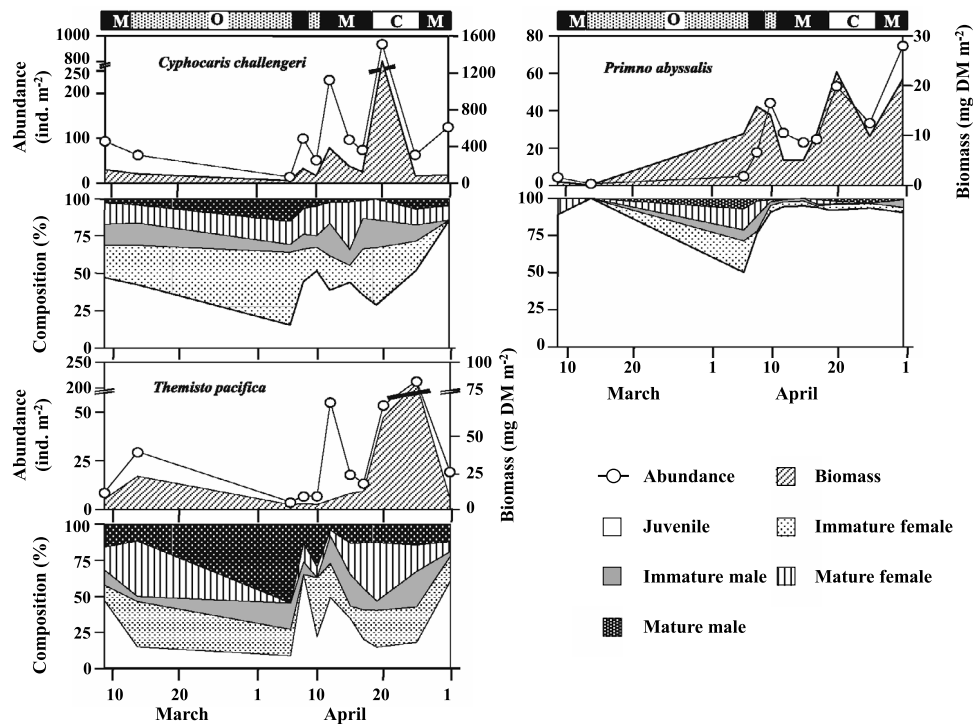 M O M C M
Cyphocaris challengeri
Abundance
(ind. m-2)
1000
800
250
200
100
0
1600
1200
800
400
0
Composition (%)
100
75
50
25
0
Themisto pacifica
Abundance
(ind. m-2)
250
200
50
0
100
75
50
25
0
Biomass (mg DM m-2)
Composition (%)
100
75
50
25
0
10 20 1 10 20 1
March April
M O M C M
Primno abyssalis
80
60
40
20
0
30
20
10
0
Biomass (mg DM m-2)
100
75
50
25
0
10 20 1 10 20 1
March April
Abundance
Biomass
Juvenile
Immature female
Immature male
Mature female
Mature male